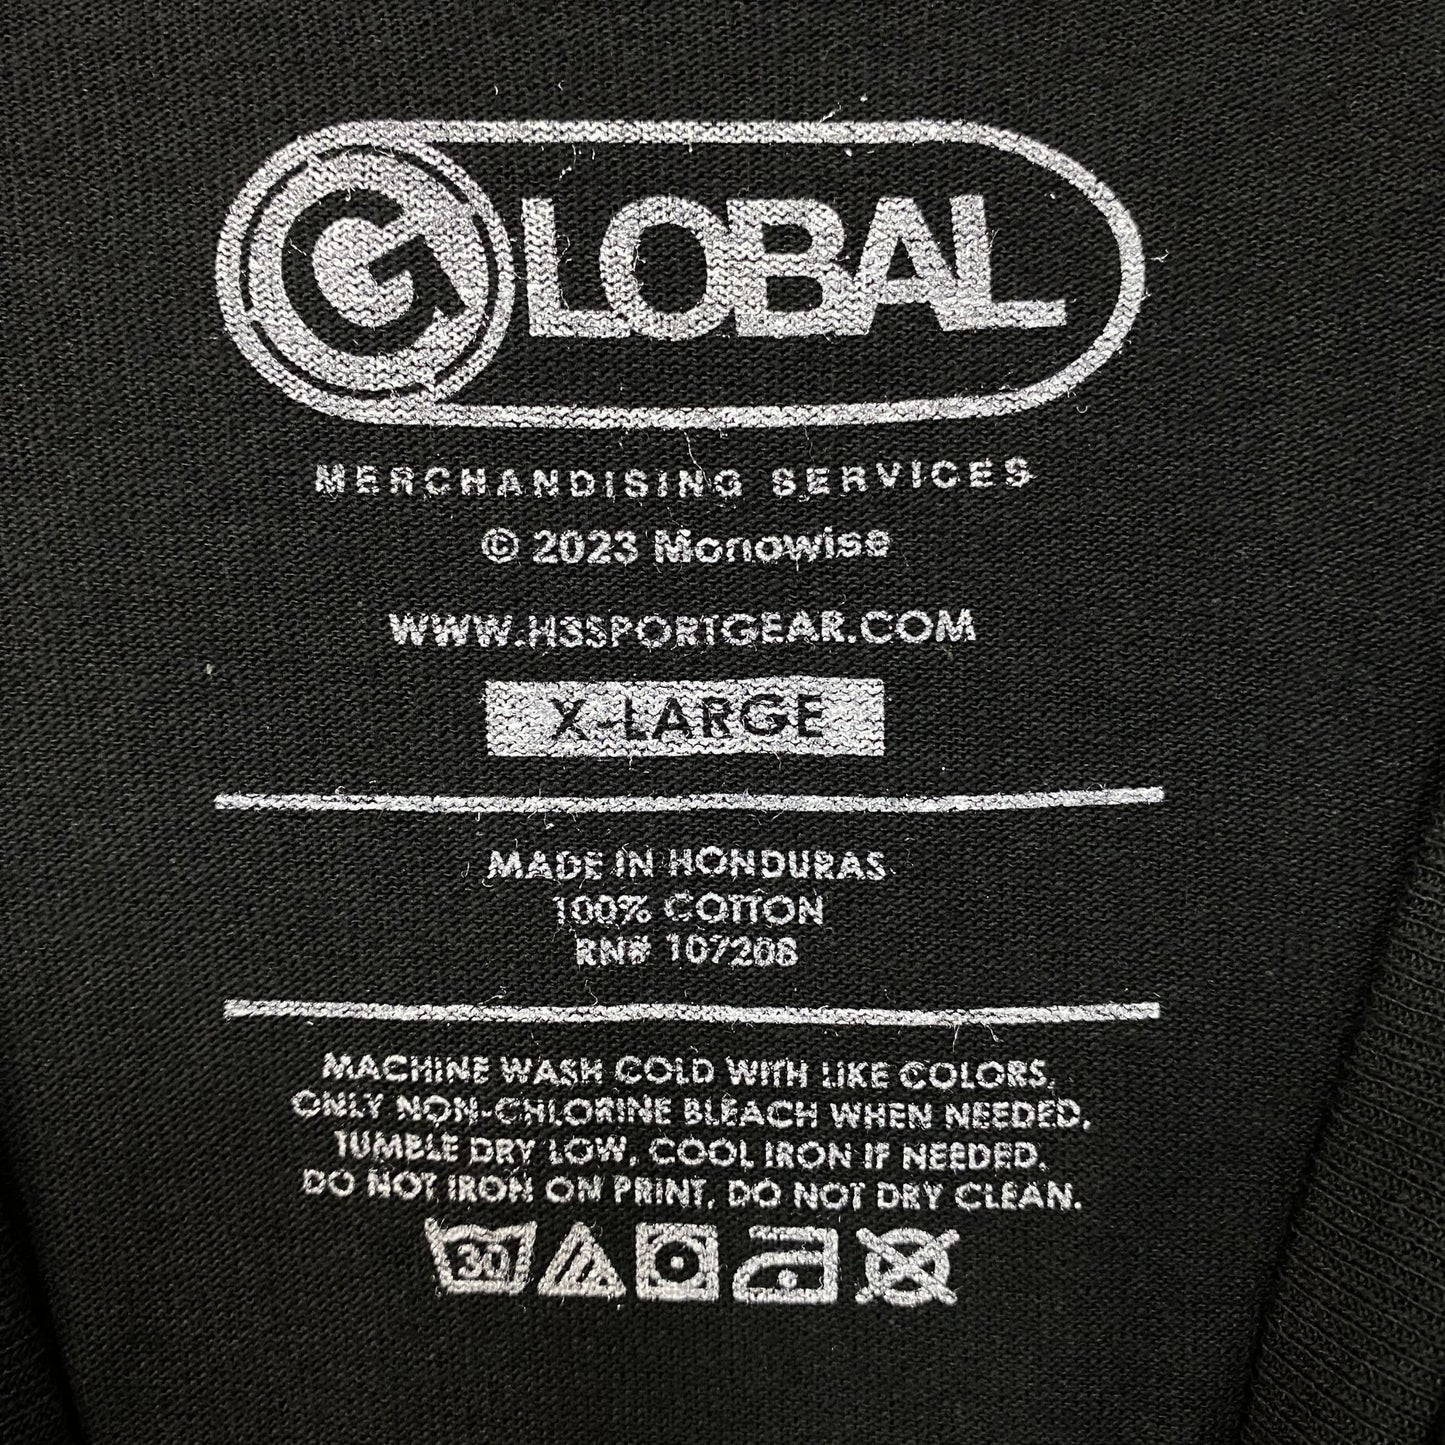 GLOBAL
MERCHANDISING SERVICES
© 2023 Monowise
WWW.HSSPORTGEAR.COM
X-LARGE
MADE IN HONDURAS
100% COTTON
RN# 107208
MACHINE WASH COLD WITH LIKE COLORS.
ONLY NON-CHLORINE BLEACH WHEN NEEDED.
TUMBLE DRY LOW. COOL IRON IF NEEDED.
DO NOT IRON ON PRINT. DO NOT DRY CLEAN.
30